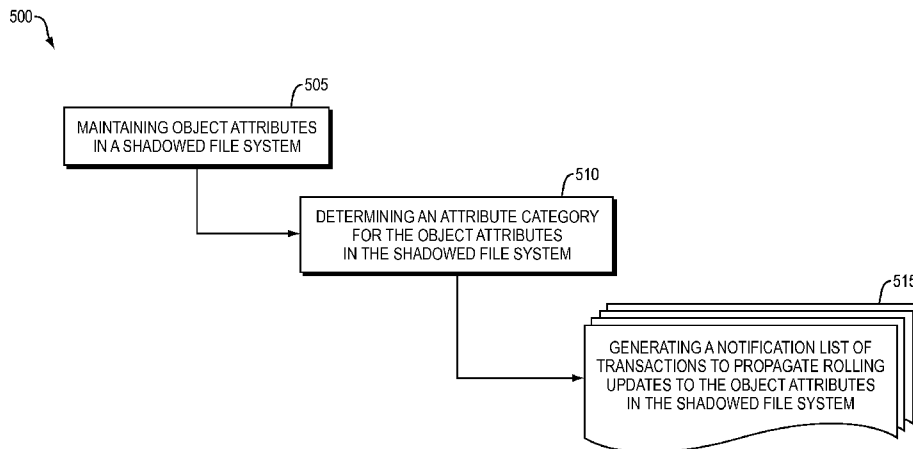 500
505
MAINTAINING OBJECT ATTRIBUTES
IN A SHADOWED FILE SYSTEM
510
DETERMINING AN ATTRIBUTE CATEGORY
FOR THE OBJECT ATTRIBUTES
IN THE SHADOWED FILE SYSTEM
515
GENERATING A NOTIFICATION LIST OF
TRANSACTIONS TO PROPAGATE ROLLING
UPDATES TO THE OBJECT ATTRIBUTES
IN THE SHADOWED FILE SYSTEM